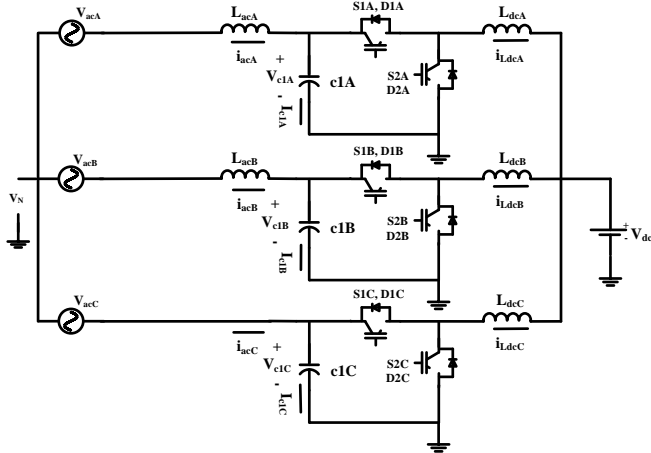 VacA
LacA
iacA
+
Vc1A
-
Ic1A
c1A
S1A, D1A
S2A
D2A
LdcA
iLdcA
VN
VacB
LacB
iacB
+
Vc1B
-
Ic1B
c1B
S1B, D1B
S2B
D2B
LdcB
iLdcB
+
-
Vdc
VacC
iacC
+
Vc1C
-
Ic1C
c1C
S1C, D1C
S2C
D2C
LdcC
iLdcC